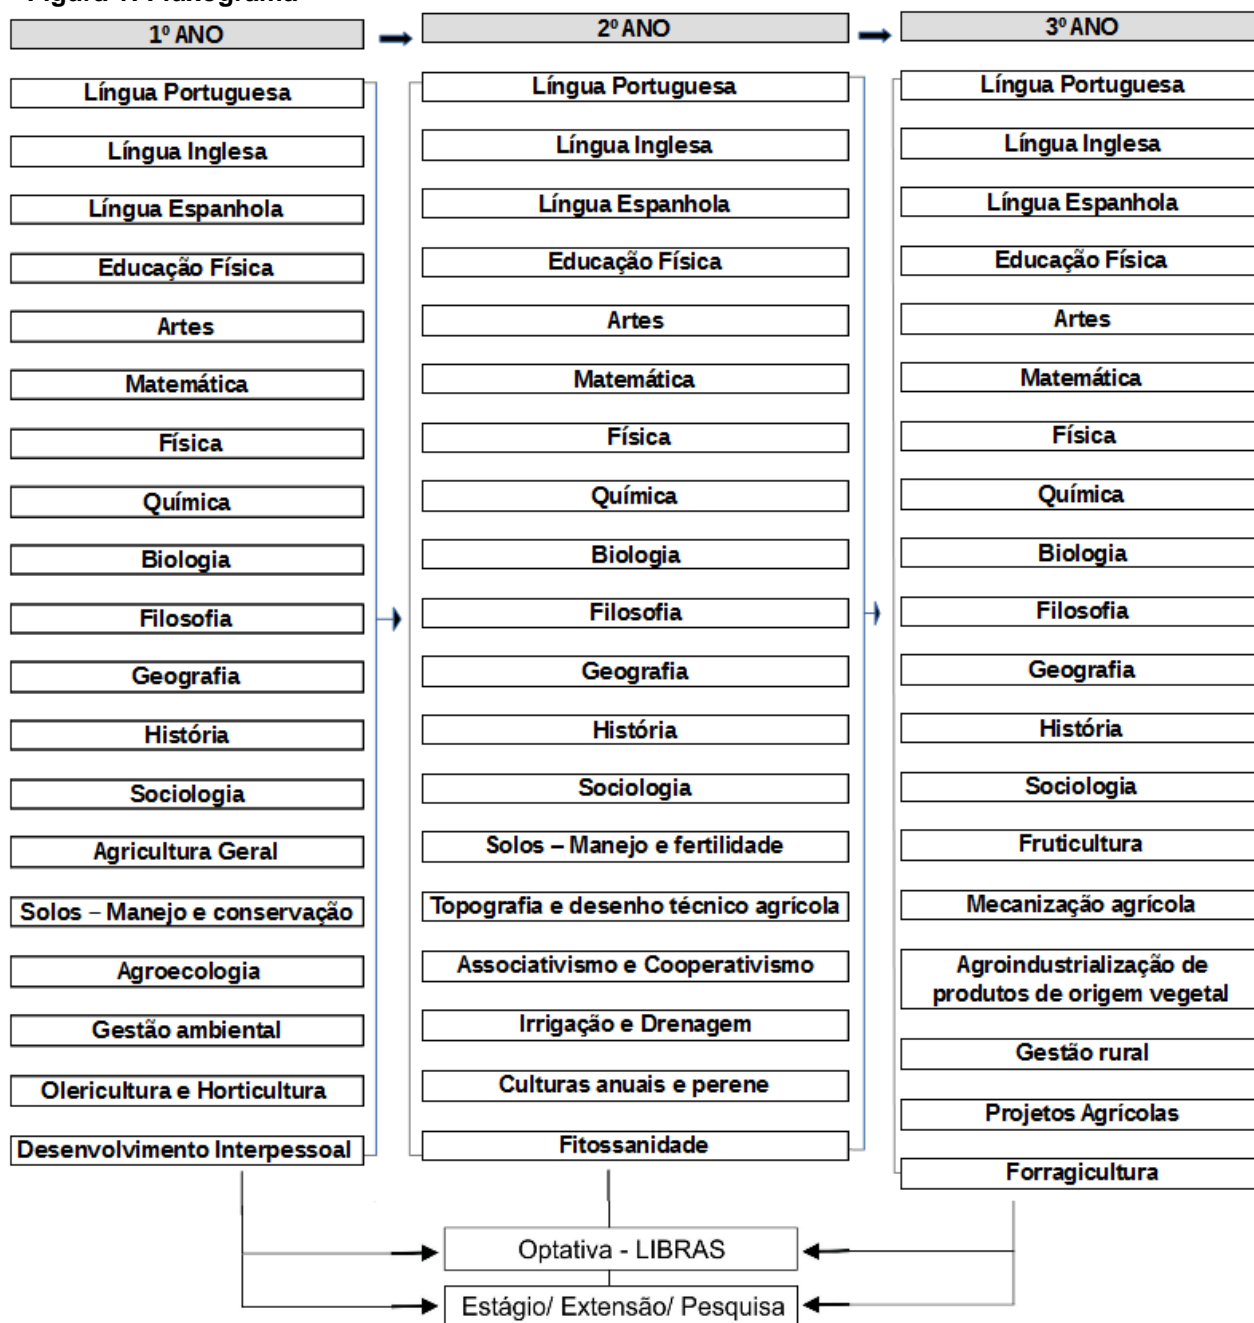 Figura 1. Fluxograma
1º ANO
2º ANO
3º ANO
Língua Portuguesa
Língua Inglesa
Língua Espanhola
Educação Física
Artes
Matemática
Física
Química
Biologia
Filosofia
Geografia
História
Sociologia
Agricultura Geral
Solos – Manejo e conservação
Agroecologia
Gestão ambiental
Olericultura e Horticultura
Desenvolvimento Interpessoal
Língua Portuguesa
Língua Inglesa
Língua Espanhola
Educação Física
Artes
Matemática
Física
Química
Biologia
Filosofia
Geografia
História
Sociologia
Solos – Manejo e fertilidade
Topografia e desenho técnico agrícola
Associativismo e Cooperativismo
Irrigação e Drenagem
Culturas anuais e perene
Fitossanidade
Língua Portuguesa
Língua Inglesa
Língua Espanhola
Educação Física
Artes
Matemática
Física
Química
Biologia
Filosofia
Geografia
História
Sociologia
Fruticultura
Mecanização agrícola
Agroindustrialização de
produtos de origem vegetal
Gestão rural
Projetos Agrícolas
Forragicultura
Optativa - LIBRAS
Estágio/ Extensão/ Pesquisa